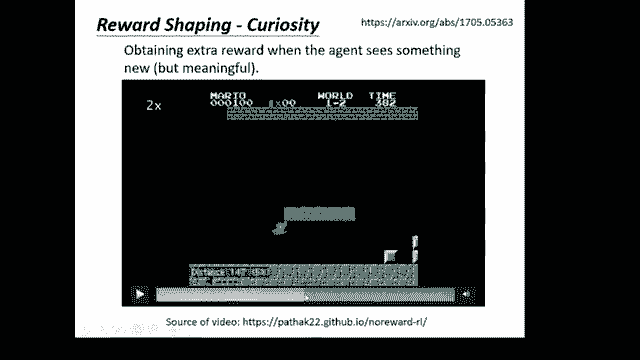 Reward Shaping - Curiosity
https://arxiv.org/abs/1705.05363
Obtaining extra reward when the agent sees something
new (but meaningful).
2x
MARIO WORLD TIME
000100 x00 1-2 382
Source of video: https://pathak22.github.io/noreward-rl/